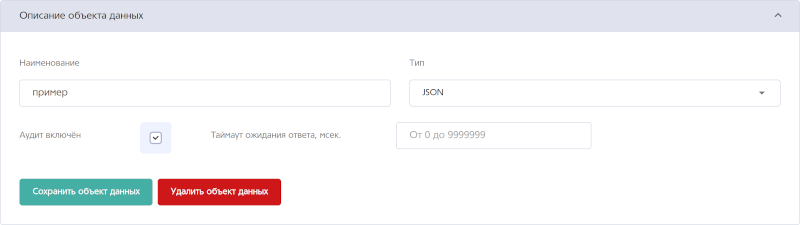 Описание объекта данных
Наименование
Тип
пример
JSON
Аудит включён
Таймаут ожидания ответа, мсек.
От 0 до 9999999
Сохранить объект данных
Удалить объект данных